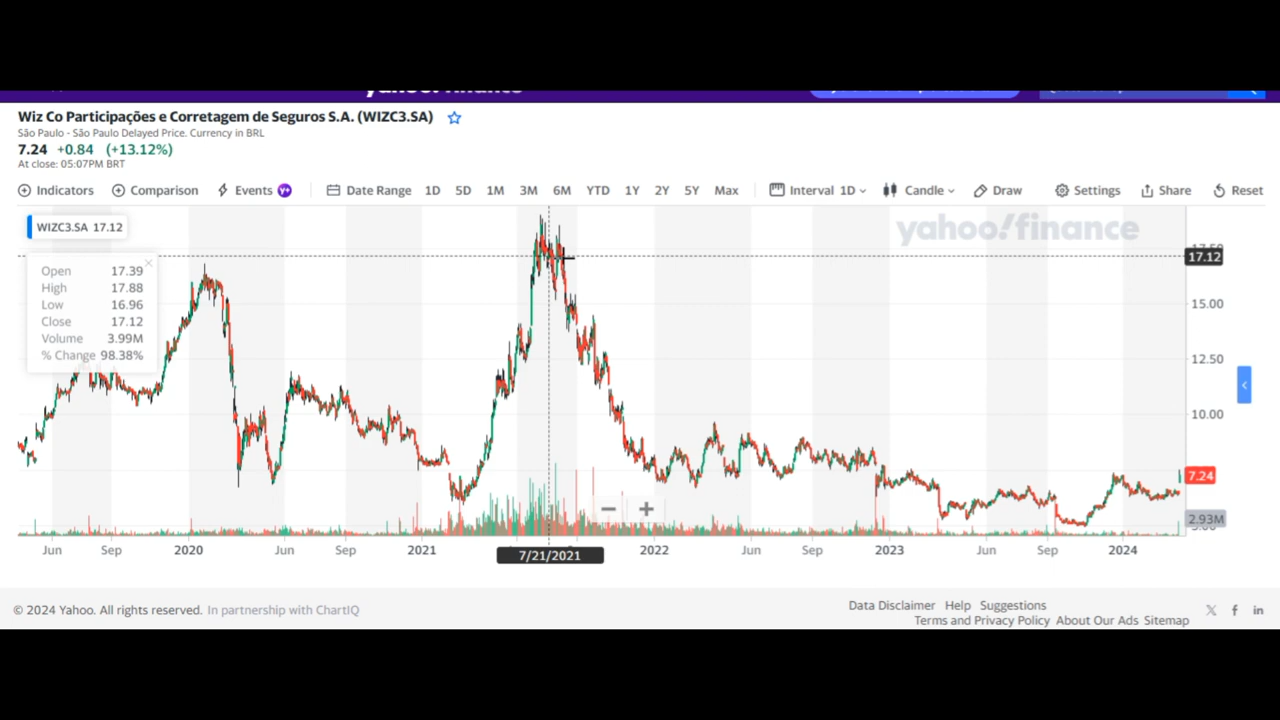 Wiz Co Participações e Corretagem de Seguros S.A. (WIZC3.SA)
São Paulo - São Paulo Delayed Price. Currency in BRL
7.24 +0.84 (+13.12%)
At close: 05:07PM BRT
Indicators Comparison Events Y+ Date Range 1D 5D 1M 3M 6M YTD 1Y 2Y 5Y Max Interval 1D Candle Draw Settings Share Reset
WIZC3.SA 17.12
yahoo!finance
Open 17.39
High 17.88
Low 16.96
Close 17.12
Volume 3.99M
% Change 98.38%
17.50
17.12
15.00
12.50
10.00
7.24
2.93M
5.00
Jun Sep 2020 Jun Sep 2021 2022 Jun Sep 2023 Jun Sep 2024
7/21/2021
© 2024 Yahoo. All rights reserved. In partnership with ChartIQ
Data Disclaimer Help Suggestions
Terms and Privacy Policy About Our Ads Sitemap